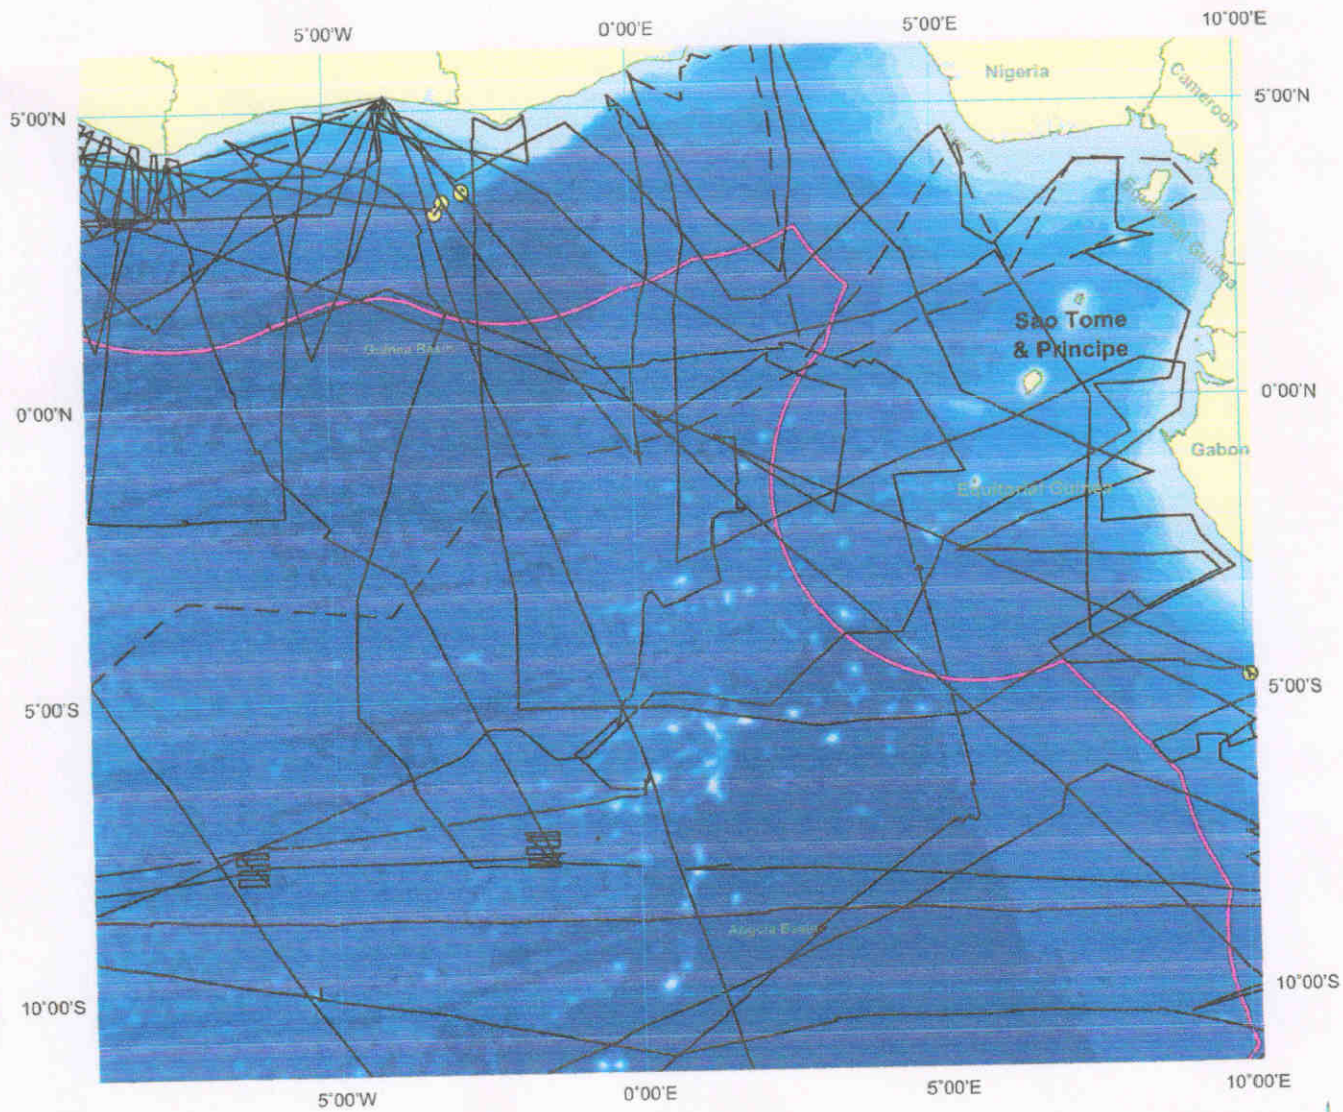 5°00'W
0°00'E
5°00'E
10°00'E
Nigeria
Cameroon
5°00'N
5°00'N
Niger Fan
Equitorial Guinea
Sao Tome
& Principe
Guinea Basin
0°00'N
0°00'N
Gabon
Equitorial Guinea
5°00'S
5°00'S
Angola Basin
10°00'S
10°00'S
5°00'W
0°00'E
5°00'E
10°00'E